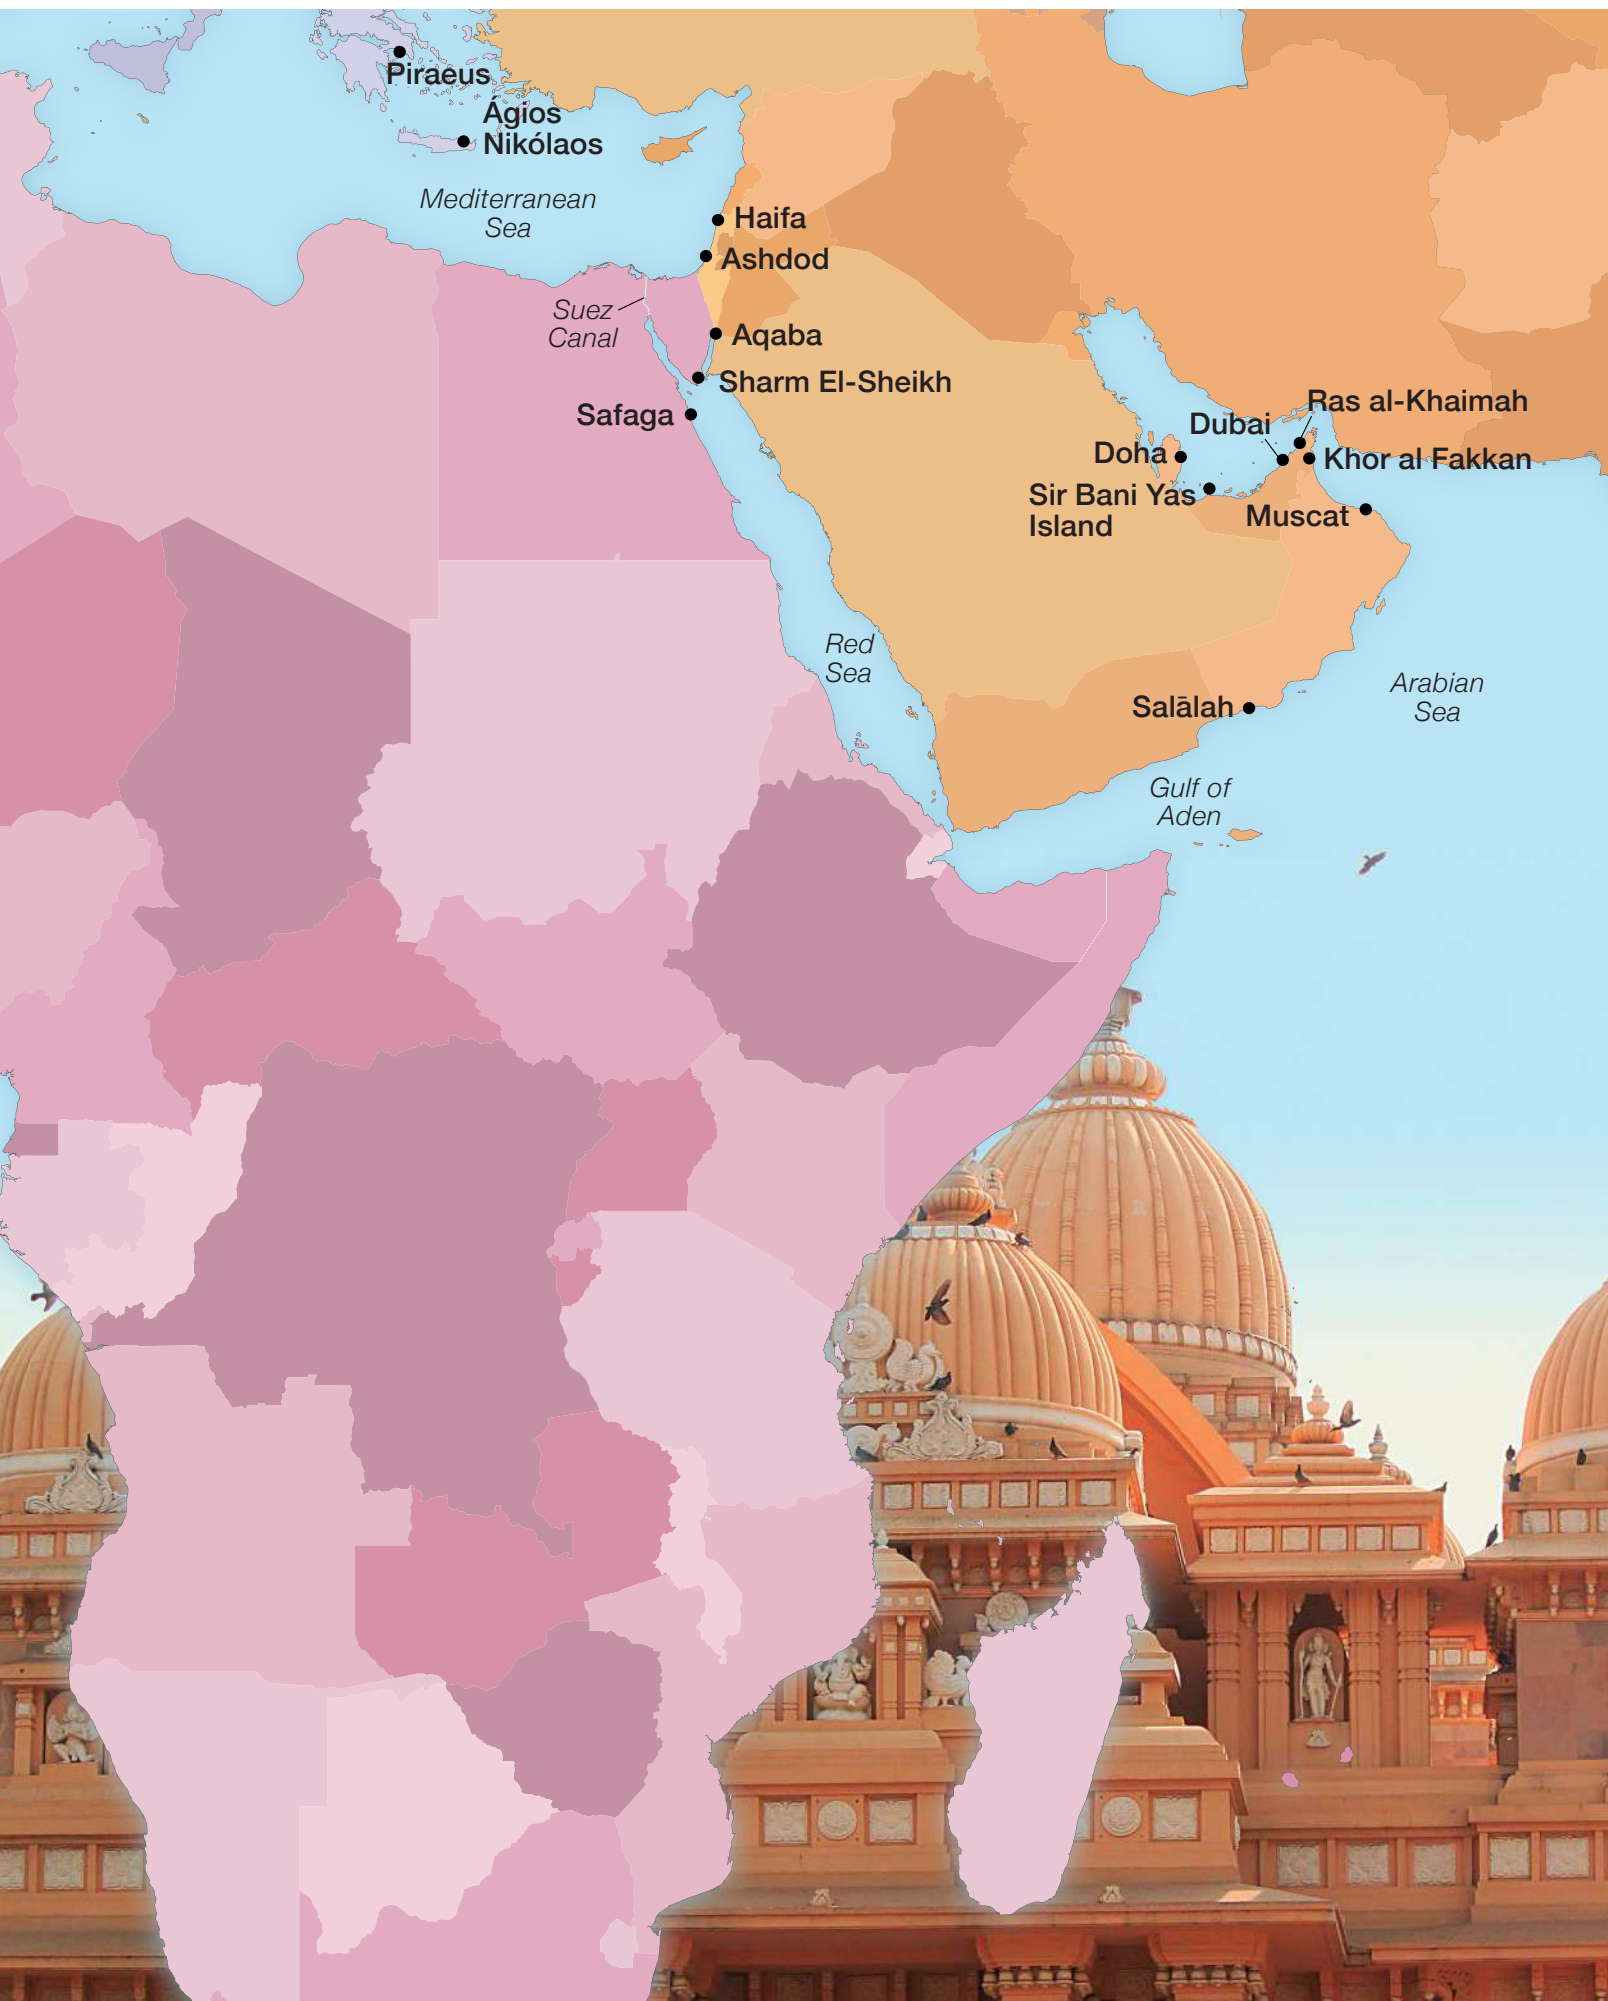 Piraeus
Ágios
Nikólaos
Mediterranean
Sea
Haifa
Ashdod
Suez
Canal
Aqaba
Sharm El-Sheikh
Safaga
Ras al-Khaimah
Dubai
Doha
Khor al Fakkan
Sir Bani Yas
Island
Muscat
Red
Sea
Arabian
Sea
Salālah
Gulf of
Aden